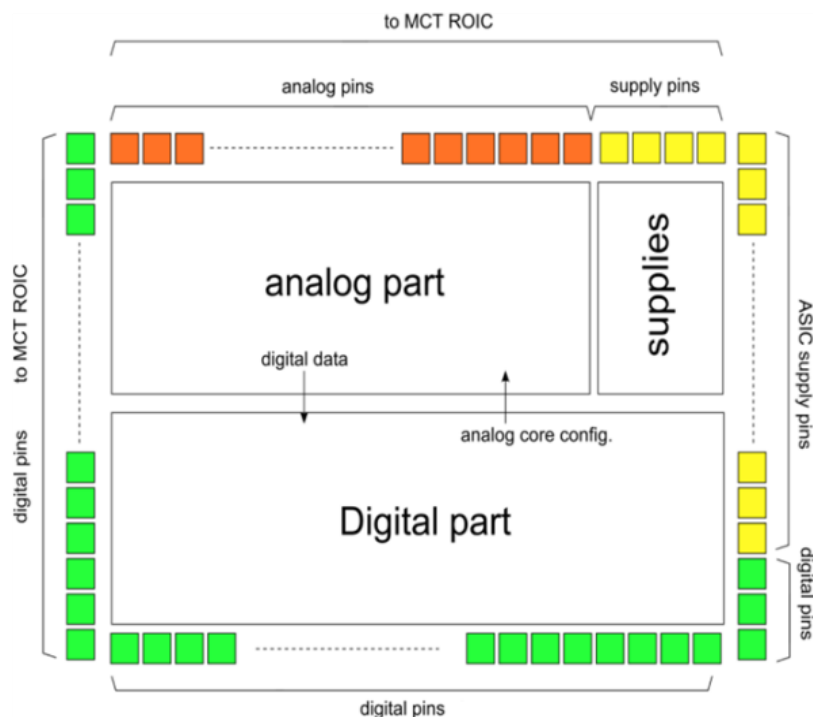 to MCT ROIC
analog pins
supply pins
analog part
supplies
to MCT ROIC
digital pins
ASIC supply pins
digital pins
digital data
analog core config.
Digital part
digital pins